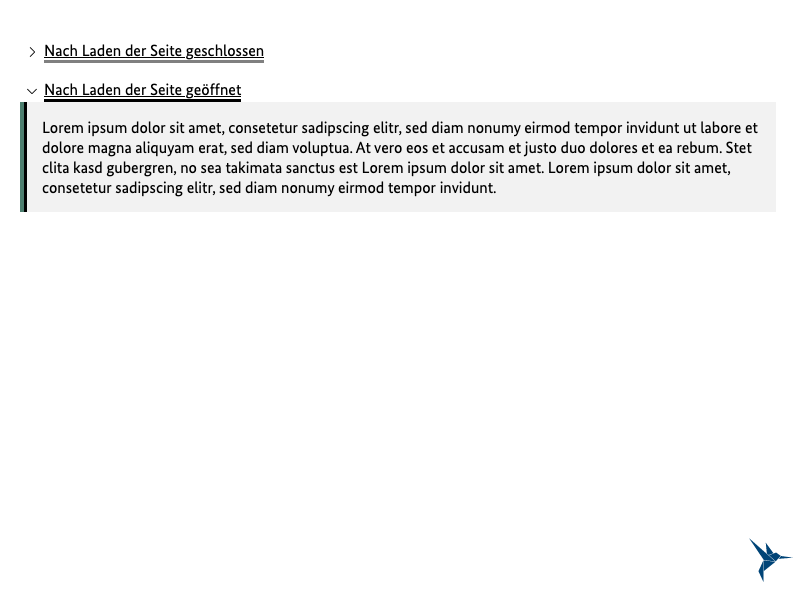 Nach Laden der Seite geschlossen
Nach Laden der Seite geöffnet
Lorem ipsum dolor sit amet, consetetur sadipscing elitr, sed diam nonumy eirmod tempor invidunt ut labore et
dolore magna aliquyam erat, sed diam voluptua. At vero eos et accusam et justo duo dolores et ea rebum. Stet
clita kasd gubergren, no sea takimata sanctus est Lorem ipsum dolor sit amet. Lorem ipsum dolor sit amet,
consetetur sadipscing elitr, sed diam nonumy eirmod tempor invidunt.